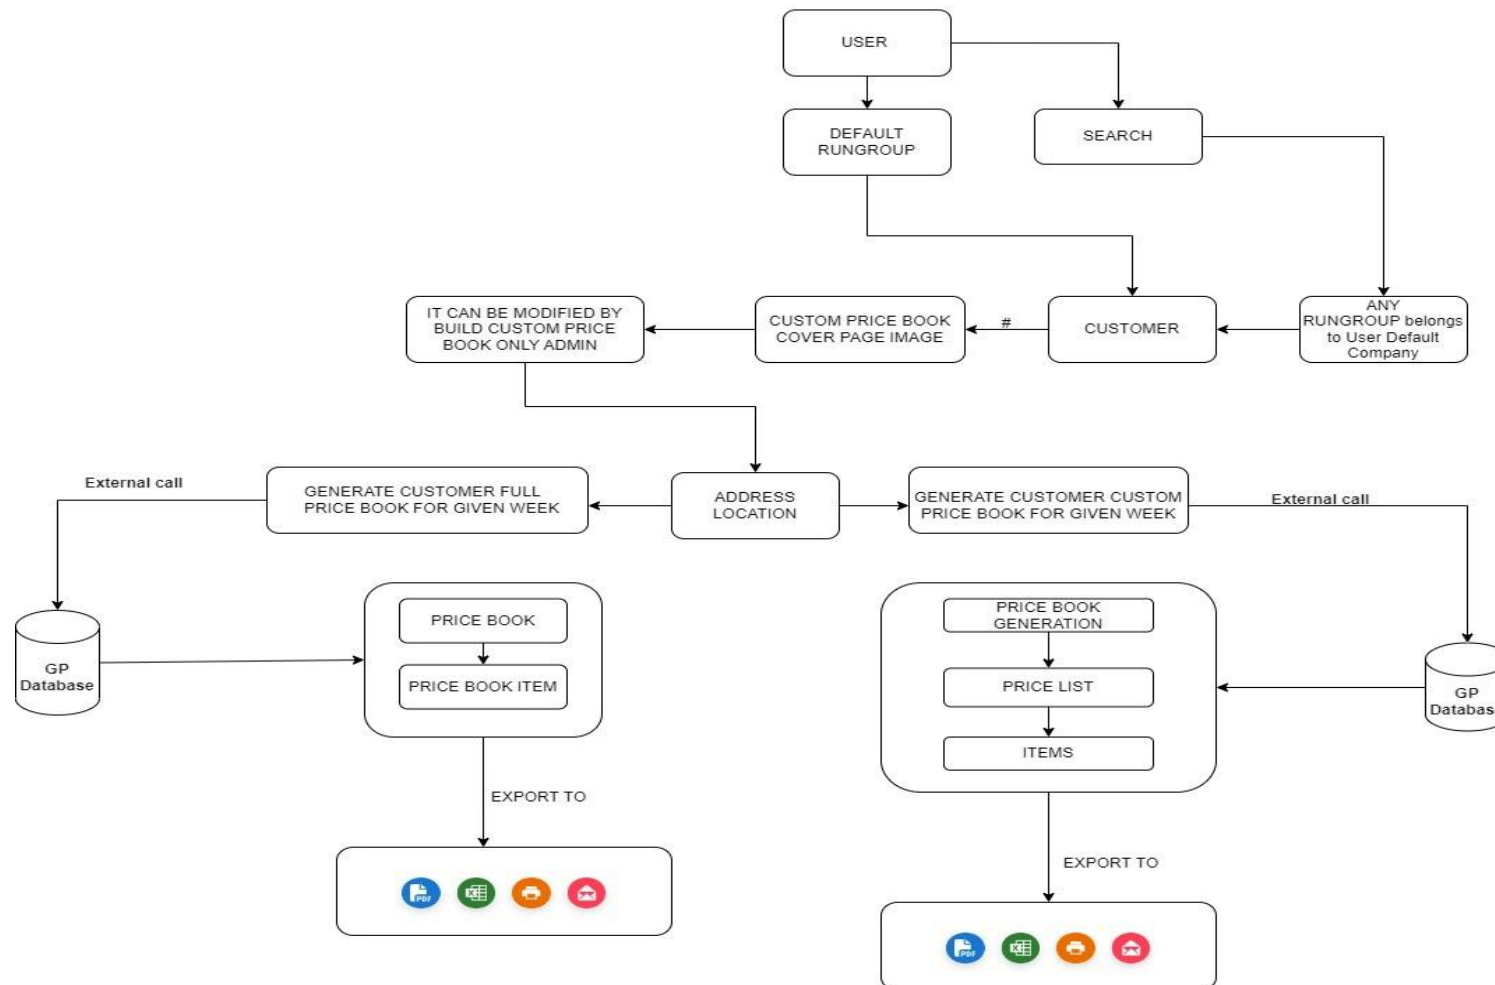 USER
DEFAULT
RUNGROUP
SEARCH
IT CAN BE MODIFIED BY
BUILD CUSTOM PRICE
BOOK ONLY ADMIN
CUSTOM PRICE BOOK
COVER PAGE IMAGE
#
CUSTOMER
ANY
RUNGROUP belongs
to User Default
Company
External call
GENERATE CUSTOMER FULL
PRICE BOOK FOR GIVEN WEEK
ADDRESS
LOCATION
GENERATE CUSTOMER CUSTOM
PRICE BOOK FOR GIVEN WEEK
External call
GP
Database
PRICE BOOK
PRICE BOOK ITEM
PRICE BOOK
GENERATION
PRICE LIST
ITEMS
GP
Database
EXPORT TO
EXPORT TO
PDF
X
PDF
X